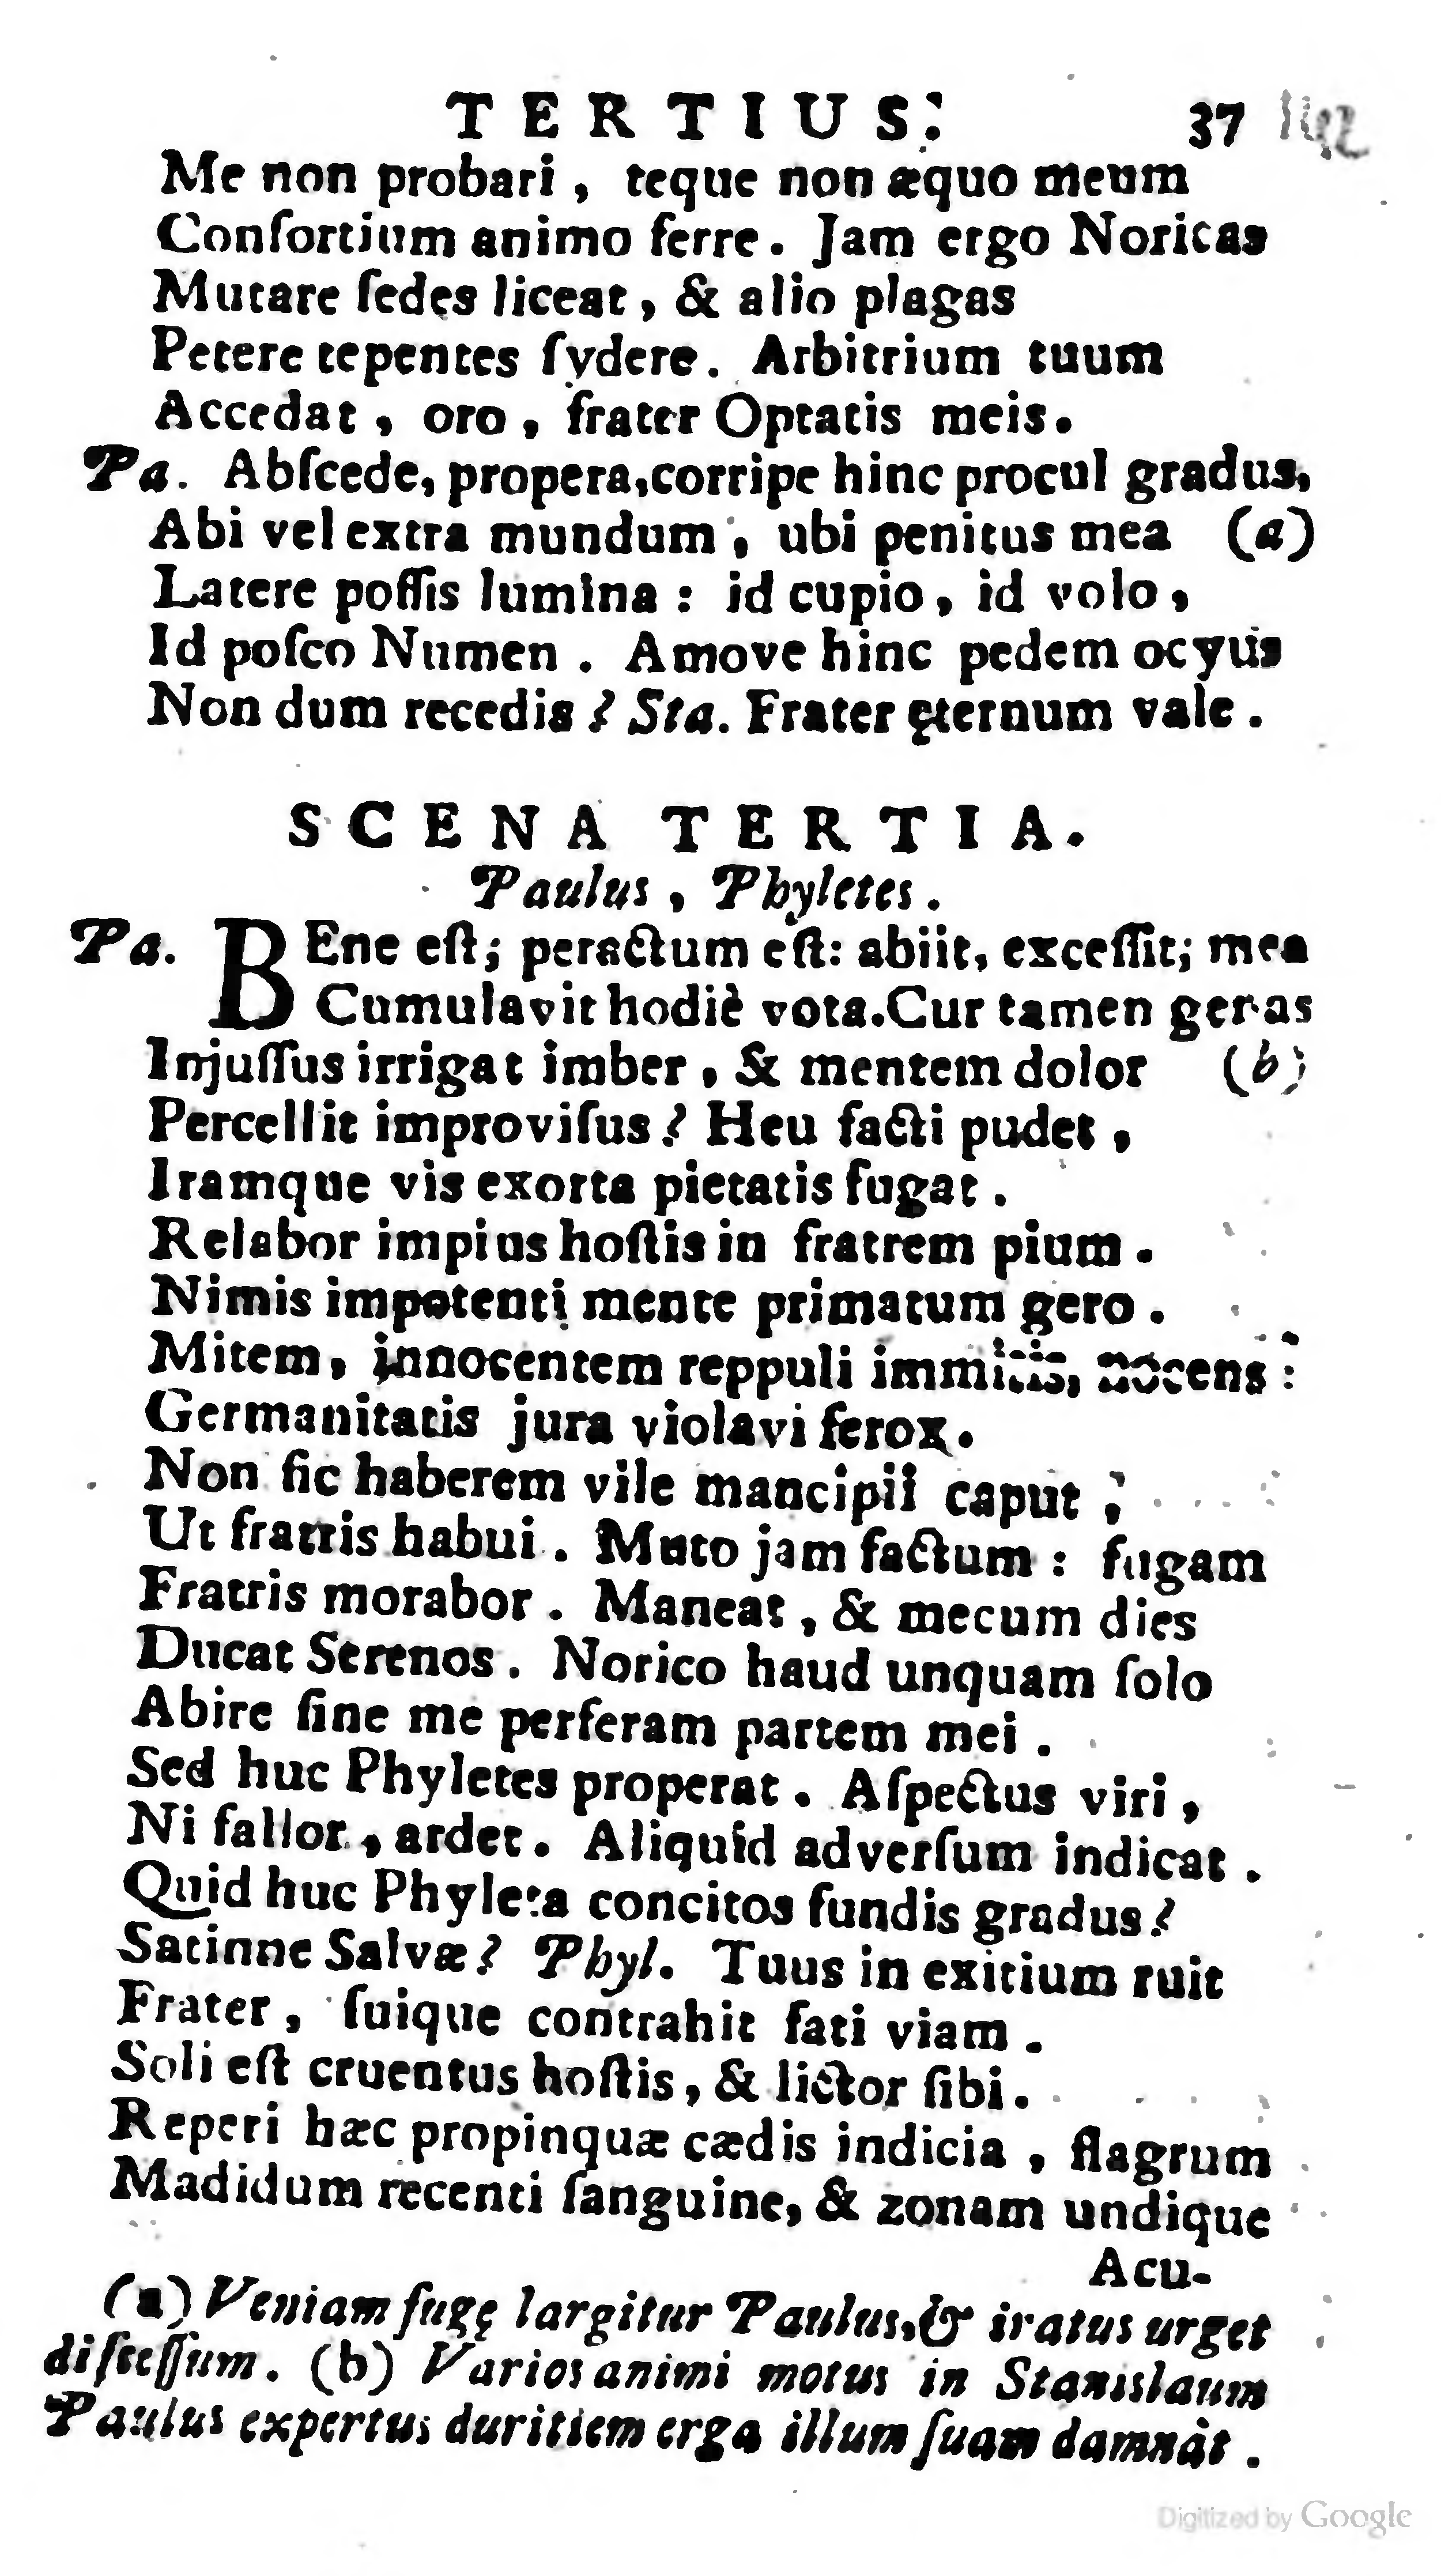 TERTIUS. 37
Me non probari, teque non æquo meum
Conſortium animo ferre. Jam ergo Noricas
Mutare ſedes liceat, & alio plagas
Petere tepentes ſydere. Arbitrium tuum
Accedat, oro, frater Optatis meis.
Pa. Abſcede, propera, corripe hinc procul gradus,
Abi vel extra mundum, ubi penitus mea (a)
Latere poſſis lumina: id cupio, id volo,
Id poſco Numen. Amove hinc pedem ocyus
Non dum recedis? Sta. Frater ęternum vale.
SCENA TERTIA.
Paulus, Phyletes.
Pa. BEne eſt; peractum eſt: abiit, exceſſit; mea
Cumulavit hodiè vota. Cur tamen genas
Injuſſus irrigat imber, & mentem dolor (b)
Percellit improviſus? Heu facti pudet,
Iramque vis exorta pietatis fugat.
Relabor impius hoſtis in fratrem pium.
Nimis impotenti mente primatum gero.
Mitem, innocentem reppuli immitis, nocens:
Germanitatis jura violavi ferox.
Non ſic haberem vile mancipii caput,
Ut fratris habui. Muto jam factum: fugam
Fratris morabor. Maneat, & mecum dies
Ducat Serenos. Norico haud unquam ſolo
Abire ſine me perferam partem mei.
Sed huc Phyletes properat. Aſpectus viri,
Ni fallor, ardet. Aliquid adverſum indicat.
Quid huc Phyleta concitos fundis gradus?
Satinne Salvæ? Phyl. Tuus in exitium ruit
Frater, ſuique contrahit fati viam.
Soli eſt cruentus hoſtis, & lictor ſibi.
Reperi hæc propinquæ cædis indicia, flagrum
Madidum recenti ſanguine, & zonam undique
Acu-
(a) Veniam fugę largitur Paulus, & iratus urget
diſceſſum. (b) Varios animi motus in Stanislaum
Paulus expertus duritiem erga illum ſuam damnàt.
Digitized by Google